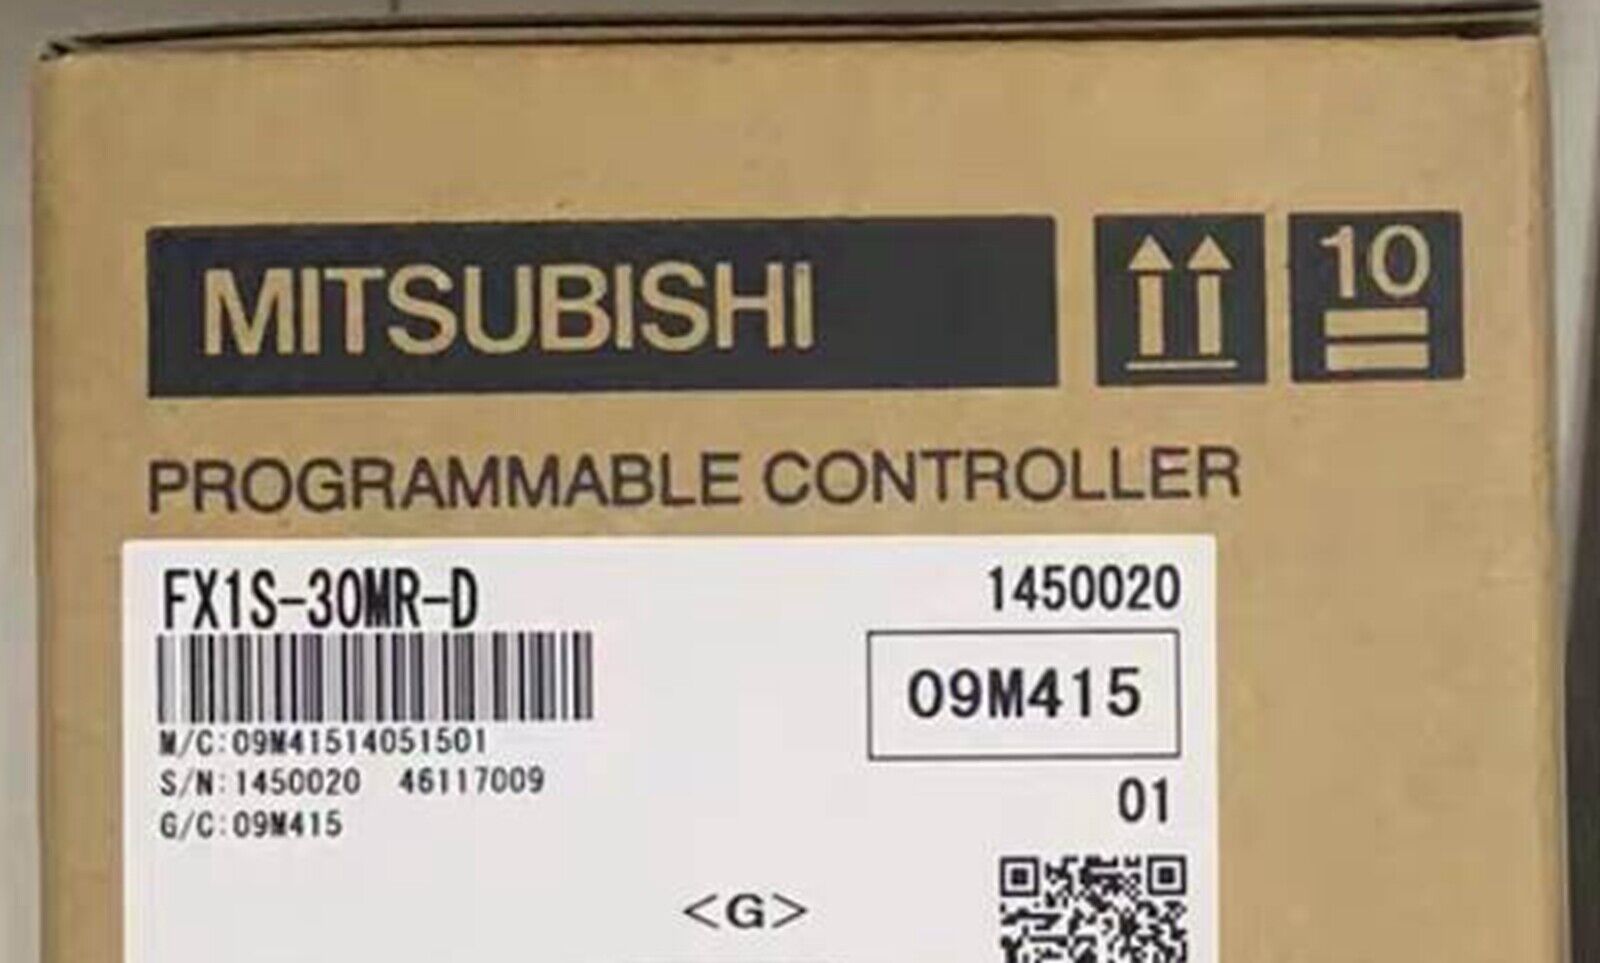 MITSUBISHI
10
PROGRAMMABLE CONTROLLER
FX1S-30MR-D
1450020
09M415
M/C:09M41514051501
S/N:1450020 46117009
G/C:09M415
01
<G>